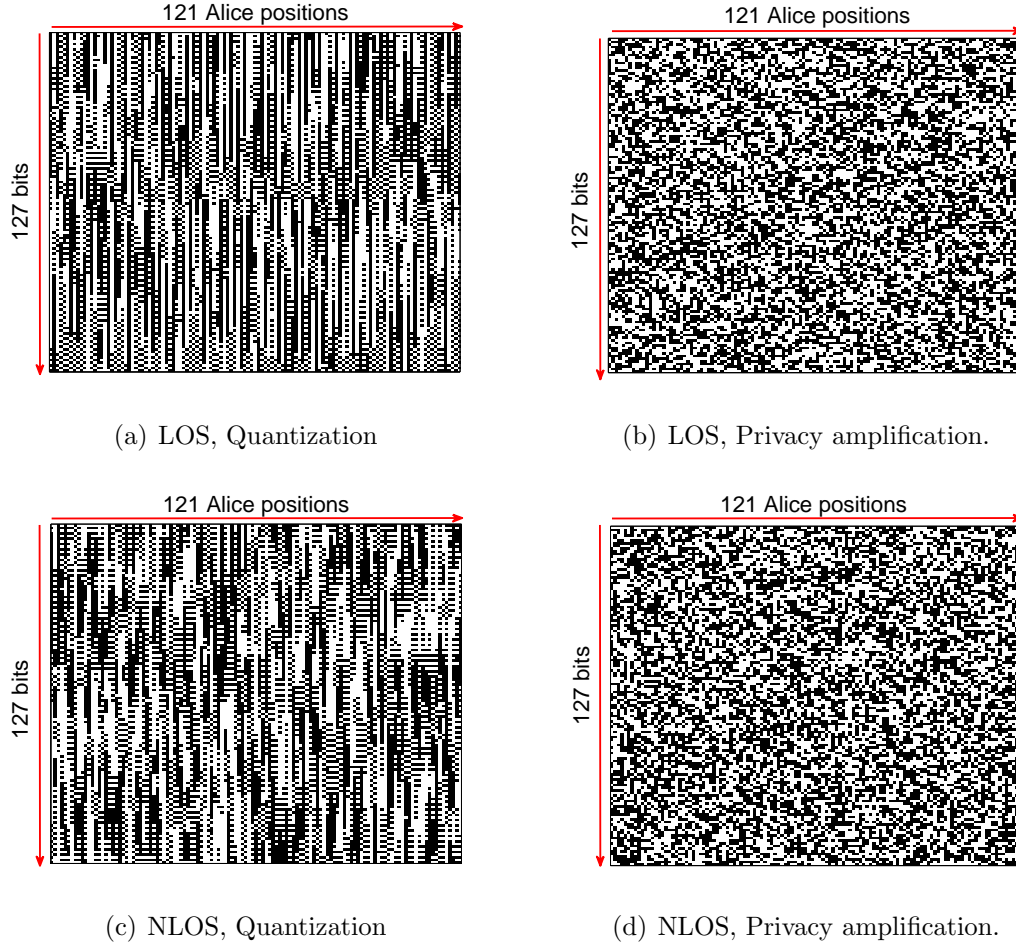 121 Alice positions
127 bits
(a) LOS, Quantization
121 Alice positions
127 bits
(b) LOS, Privacy amplification.
121 Alice positions
127 bits
(c) NLOS, Quantization
121 Alice positions
127 bits
(d) NLOS, Privacy amplification.